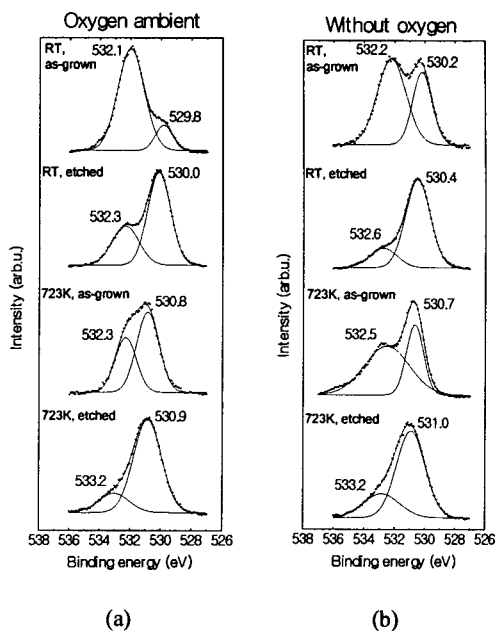 Oxygen ambient
RT,
as-grown
532.1
529.8
RT, etched
532.3
530.0
723K, as-grown
532.3
530.8
723K, etched
533.2
530.9
Intensity (arb.u.)
538 536 534 532 530 528 526
Binding energy (eV)
(a)
Without oxygen
RT,
as-grown
532.2
530.2
RT, etched
532.6
530.4
723K, as-grown
532.5
530.7
723K, etched
533.2
531.0
Intensity (arb.u.)
538 536 534 532 530 528 526
Binding energy (eV)
(b)